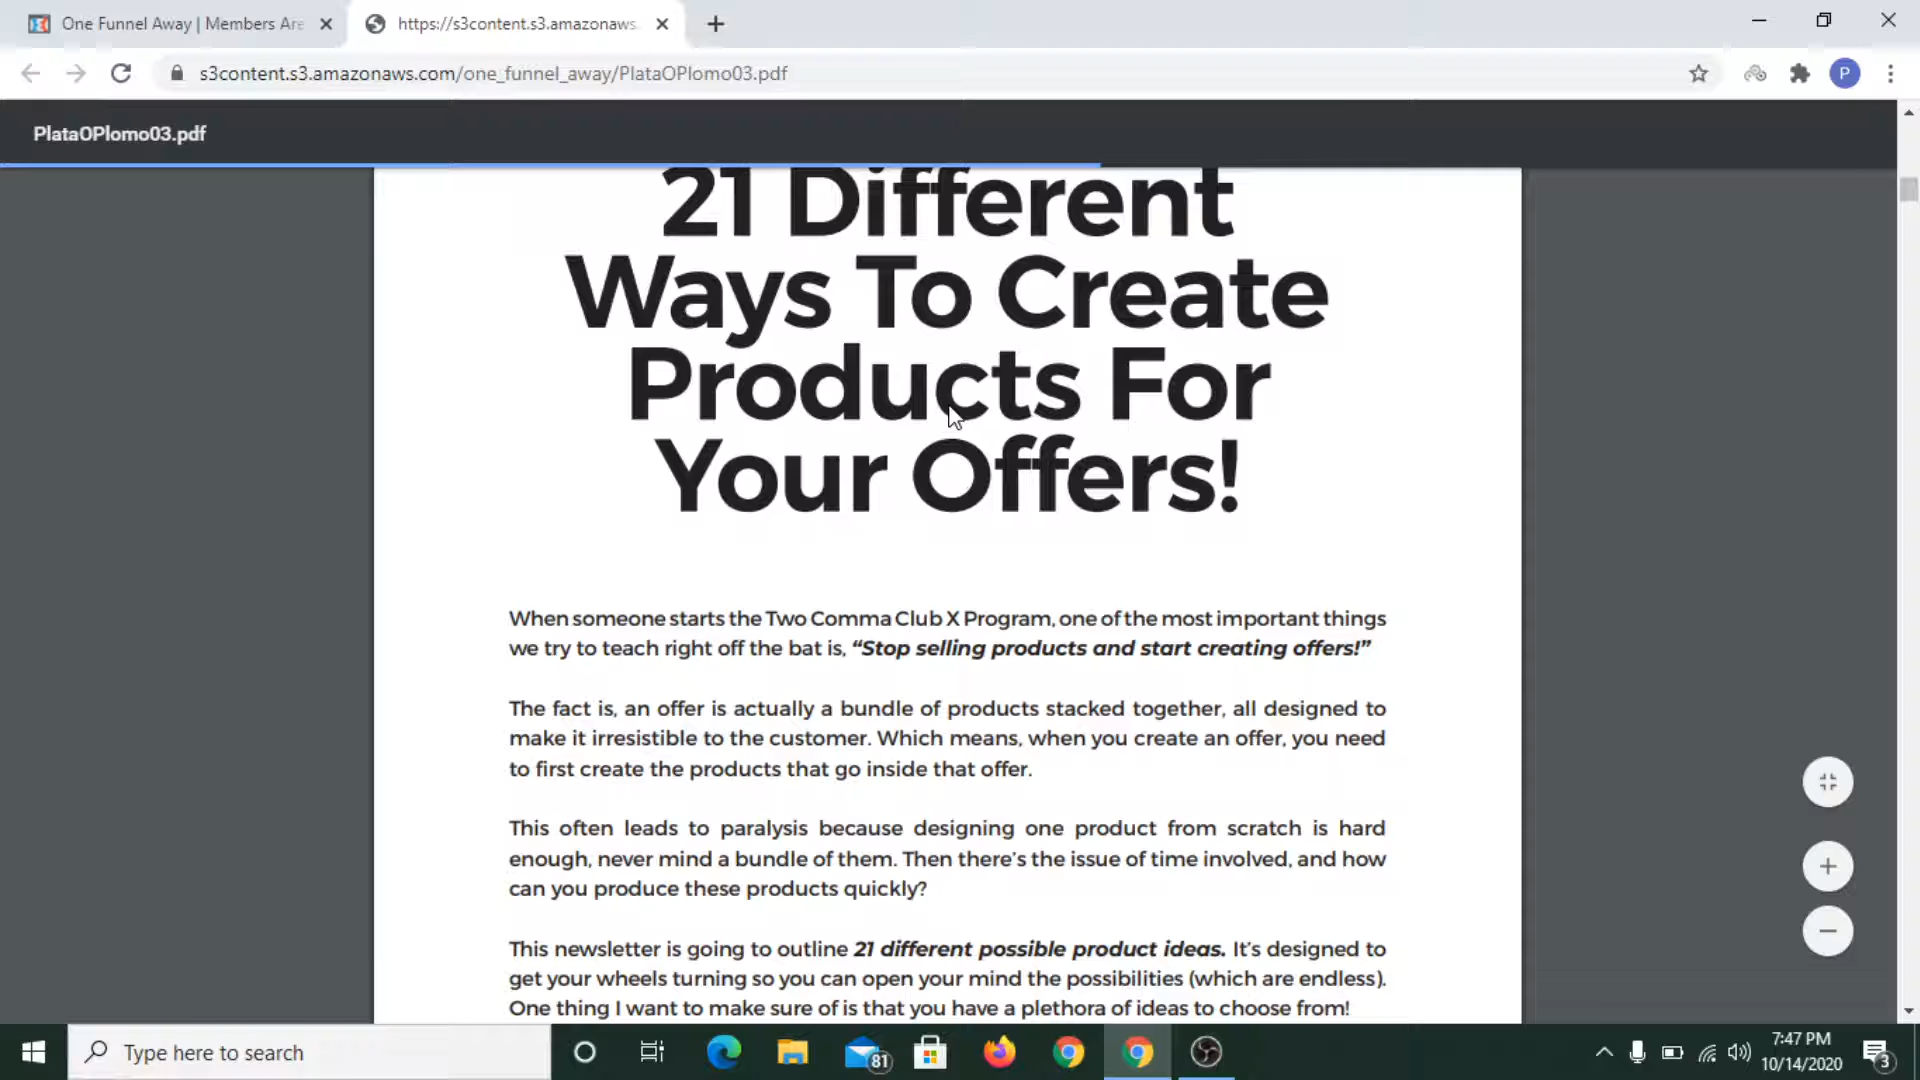 One Funnel Away | Members Are
https://s3content.s3.amazonaws.
s3content.s3.amazonaws.com/one_funnel_away/PlataOPlomo03.pdf
P
PlataOPlomo03.pdf
21 Different
Ways To Create
Products For
Your Offers!
When someone starts the Two Comma Club X Program, one of the most important things
we try to teach right off the bat is, “Stop selling products and start creating offers!”
The fact is, an offer is actually a bundle of products stacked together, all designed to
make it irresistible to the customer. Which means, when you create an offer, you need
to first create the products that go inside that offer.
This often leads to paralysis because designing one product from scratch is hard
enough, never mind a bundle of them. Then there’s the issue of time involved, and how
can you produce these products quickly?
This newsletter is going to outline 21 different possible product ideas. It’s designed to
get your wheels turning so you can open your mind the possibilities (which are endless).
One thing I want to make sure of is that you have a plethora of ideas to choose from!
Type here to search
81
7:47 PM
10/14/2020
3